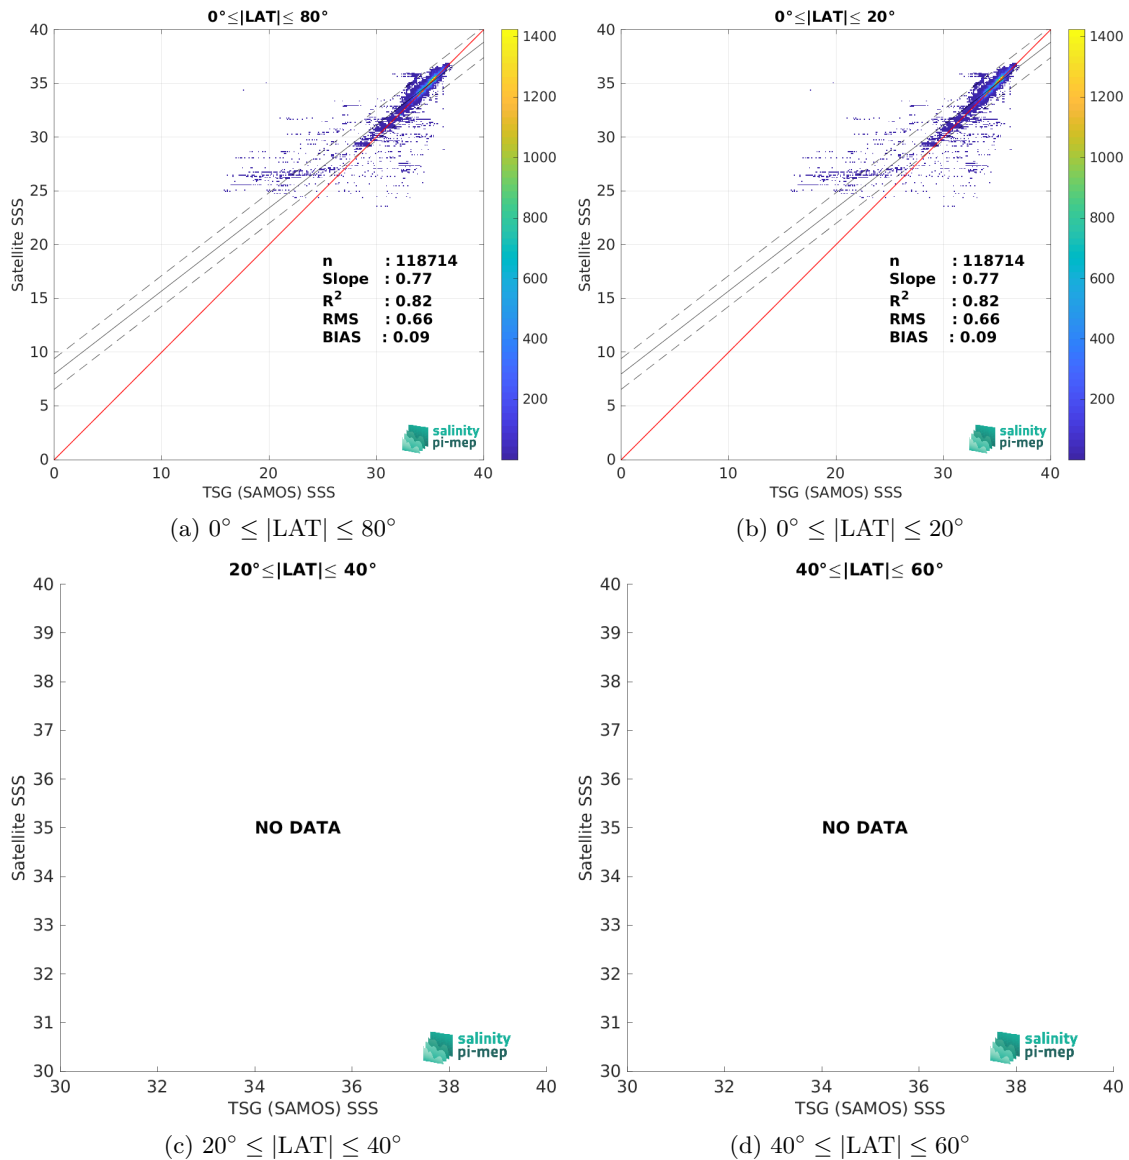 0°≤|LAT|≤ 80°
40
35
30
25
20
15
10
5
0
Satellite SSS
0
10
20
30
40
TSG (SAMOS) SSS
n : 118714
Slope : 0.77
R² : 0.82
RMS : 0.66
BIAS : 0.09
salinity
pi-mep
1400
1200
1000
800
600
400
200
(a) 0° ≤ |LAT| ≤ 80°
0°≤|LAT|≤ 20°
40
35
30
25
20
15
10
5
0
Satellite SSS
0
10
20
30
40
TSG (SAMOS) SSS
n : 118714
Slope : 0.77
R² : 0.82
RMS : 0.66
BIAS : 0.09
salinity
pi-mep
1400
1200
1000
800
600
400
200
(b) 0° ≤ |LAT| ≤ 20°
20°≤|LAT|≤ 40°
40
39
38
37
36
35
34
33
32
31
30
Satellite SSS
NO DATA
salinity
pi-mep
30
32
34
36
38
40
TSG (SAMOS) SSS
(c) 20° ≤ |LAT| ≤ 40°
40°≤|LAT|≤ 60°
40
39
38
37
36
35
34
33
32
31
30
Satellite SSS
NO DATA
salinity
pi-mep
30
32
34
36
38
40
TSG (SAMOS) SSS
(d) 40° ≤ |LAT| ≤ 60°